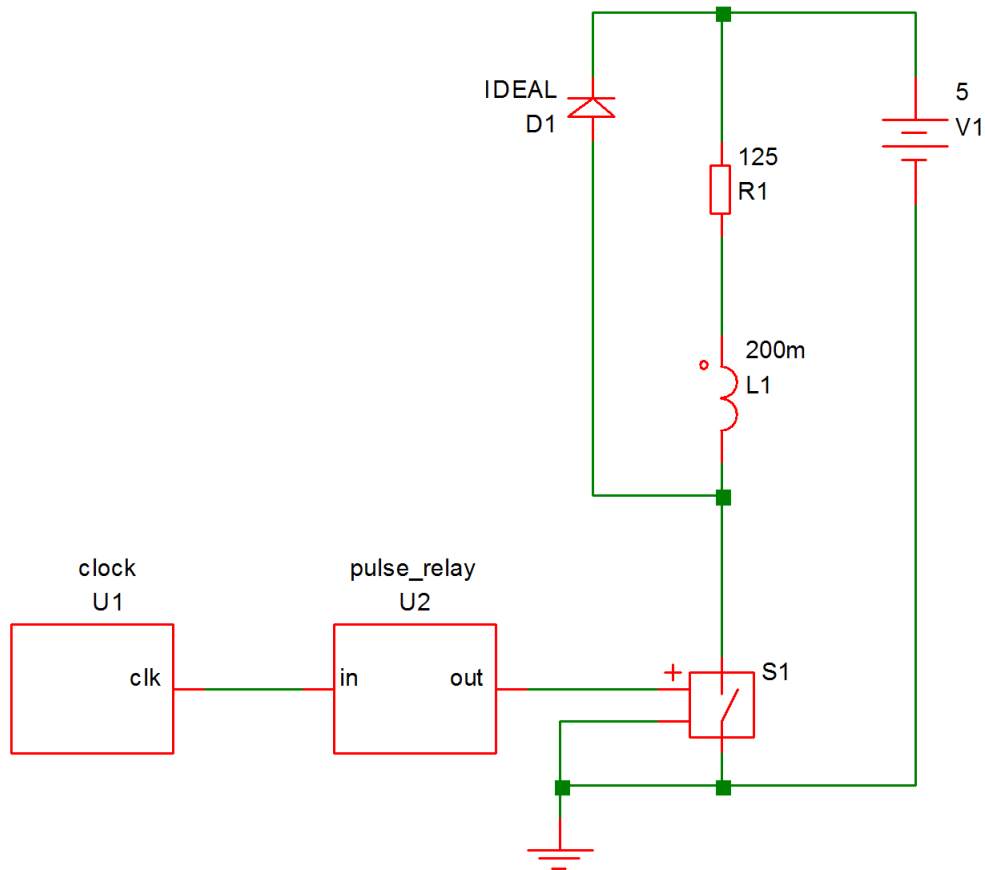 IDEAL
D1
5
V1
125
R1
200m
L1
clock
U1
pulse_relay
U2
clk
in
out
+
S1